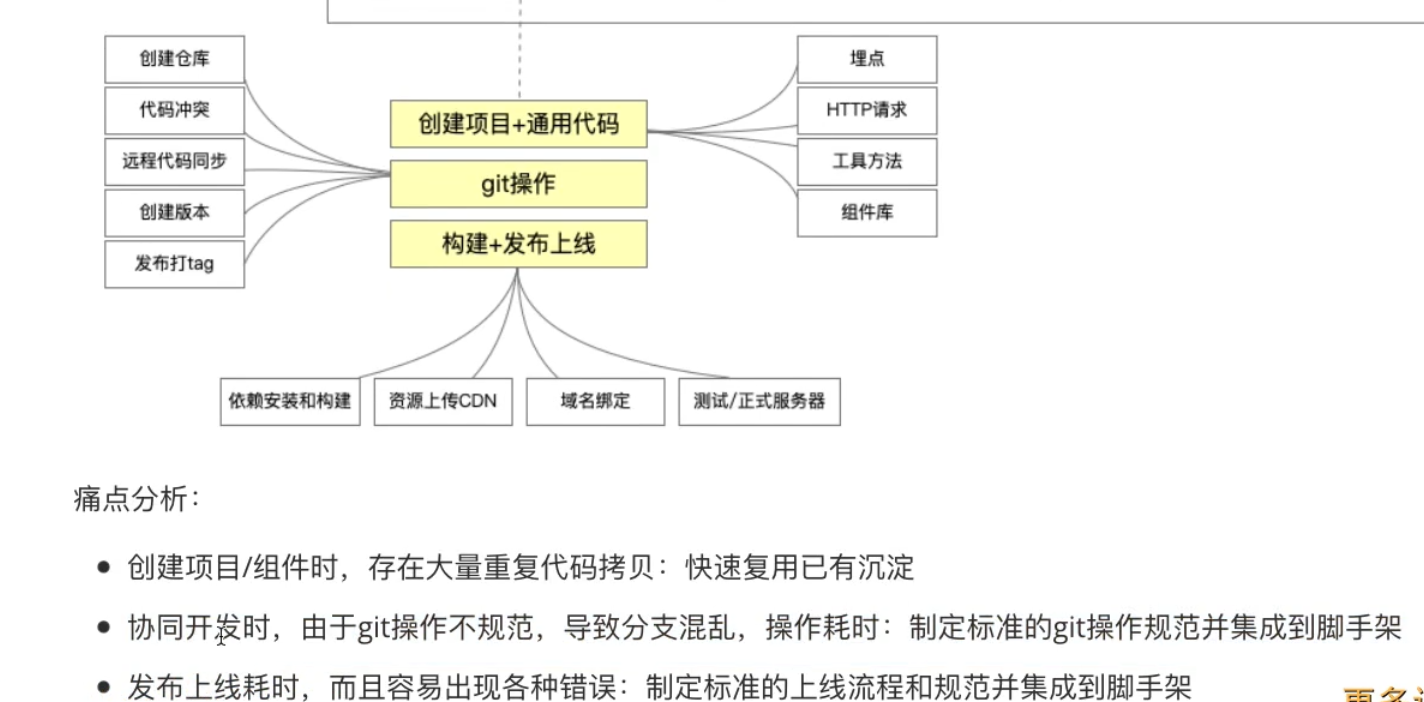 创建仓库
代码冲突
远程代码同步
创建版本
发布打tag
创建项目+通用代码
git操作
构建+发布上线
埋点
HTTP请求
工具方法
组件库
依赖安装和构建
资源上传CDN
域名绑定
测试/正式服务器
痛点分析：
创建项目/组件时，存在大量重复代码拷贝：快速复用已有沉淀
协同开发时，由于git操作不规范，导致分支混乱，操作耗时：制定标准的git操作规范并集成到脚手架
发布上线耗时，而且容易出现各种错误：制定标准的上线流程和规范并集成到脚手架